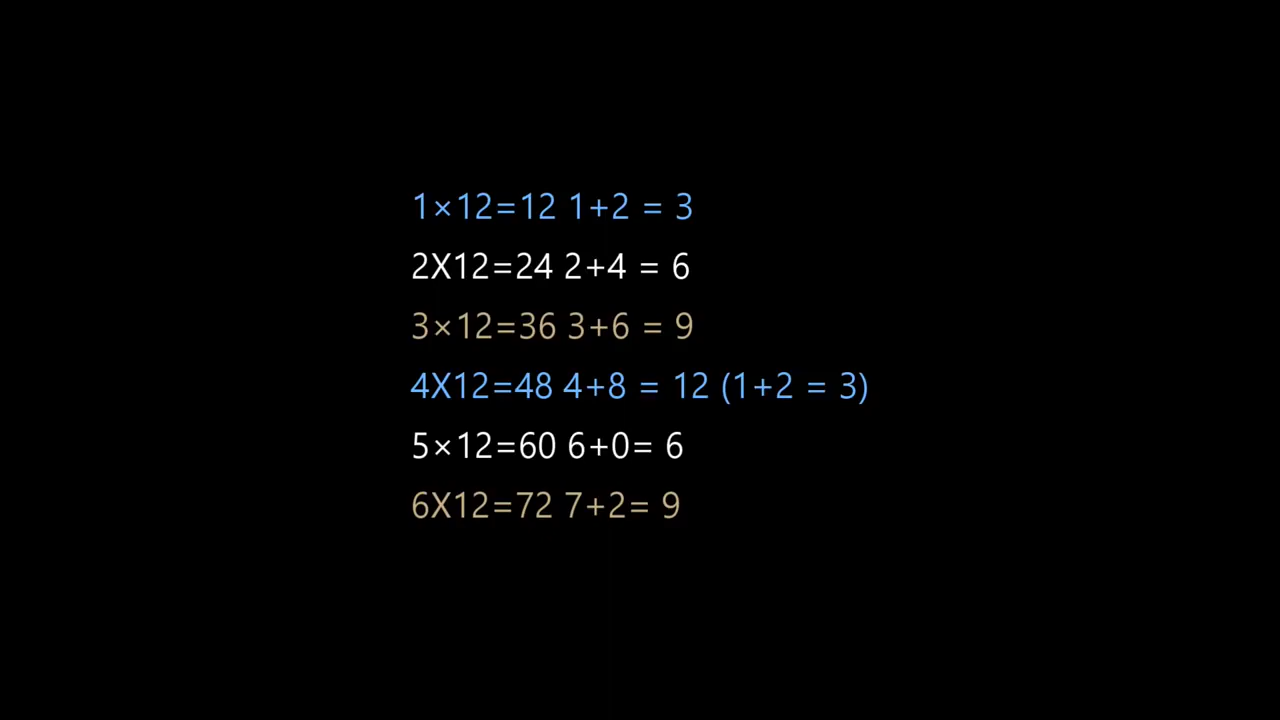 1×12=12 1+2 = 3
2X12=24 2+4 = 6
3×12=36 3+6 = 9
4X12=48 4+8 = 12 (1+2 = 3)
5×12=60 6+0= 6
6X12=72 7+2= 9